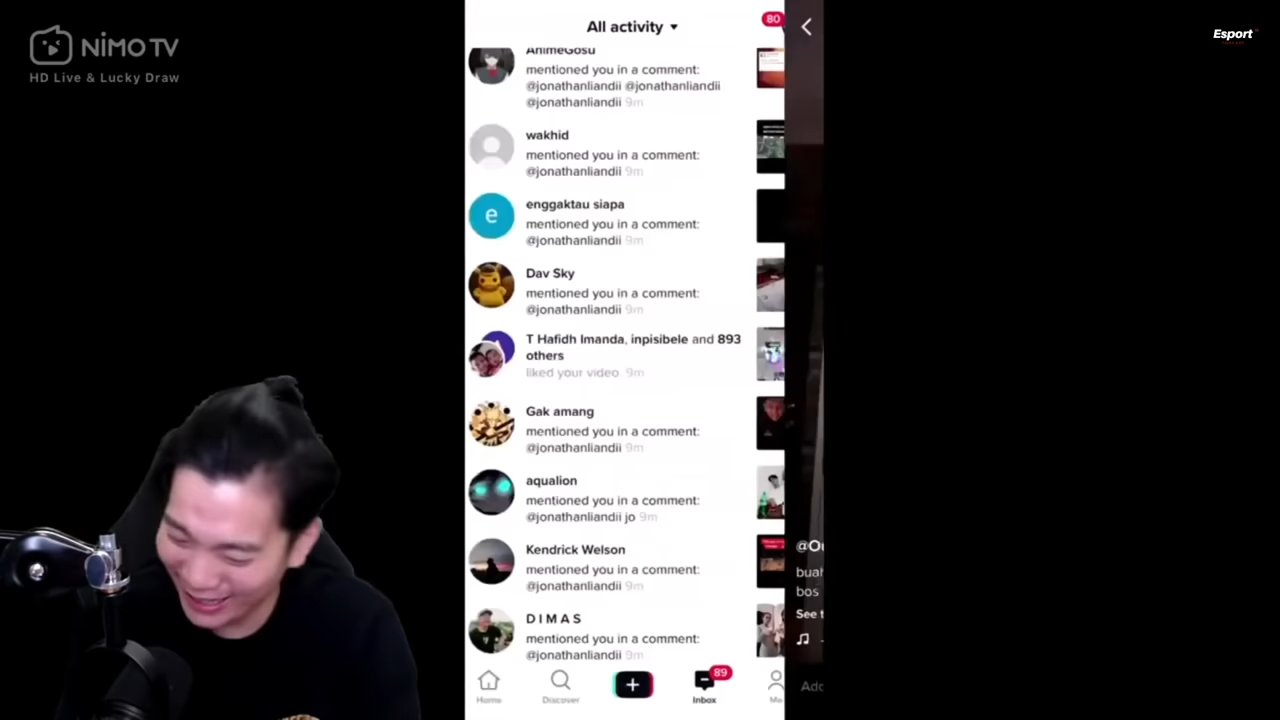 NIMO TV
HD Live & Lucky Draw
All activity
80
Esport
AnimeGosu
mentioned you in a comment:
@jonathanliandii @jonathanliandii
@jonathanliandii 9m
wakhid
mentioned you in a comment:
@jonathanliandii 9m
e
enggaktau siapa
mentioned you in a comment:
@jonathanliandii 9m
Dav Sky
mentioned you in a comment:
@jonathanliandii 9m
T Hafidh Imanda, inpisibele and 893
others
liked your video. 9m
Gak amang
mentioned you in a comment:
@jonathanliandii 9m
aqualion
mentioned you in a comment:
@jonathanliandii jo 9m
Kendrick Welson
mentioned you in a comment:
@jonathanliandii 9m
D I M A S
mentioned you in a comment:
@jonathanliandii 9m
bos
See t
89
Home
Discover
Inbox
Me